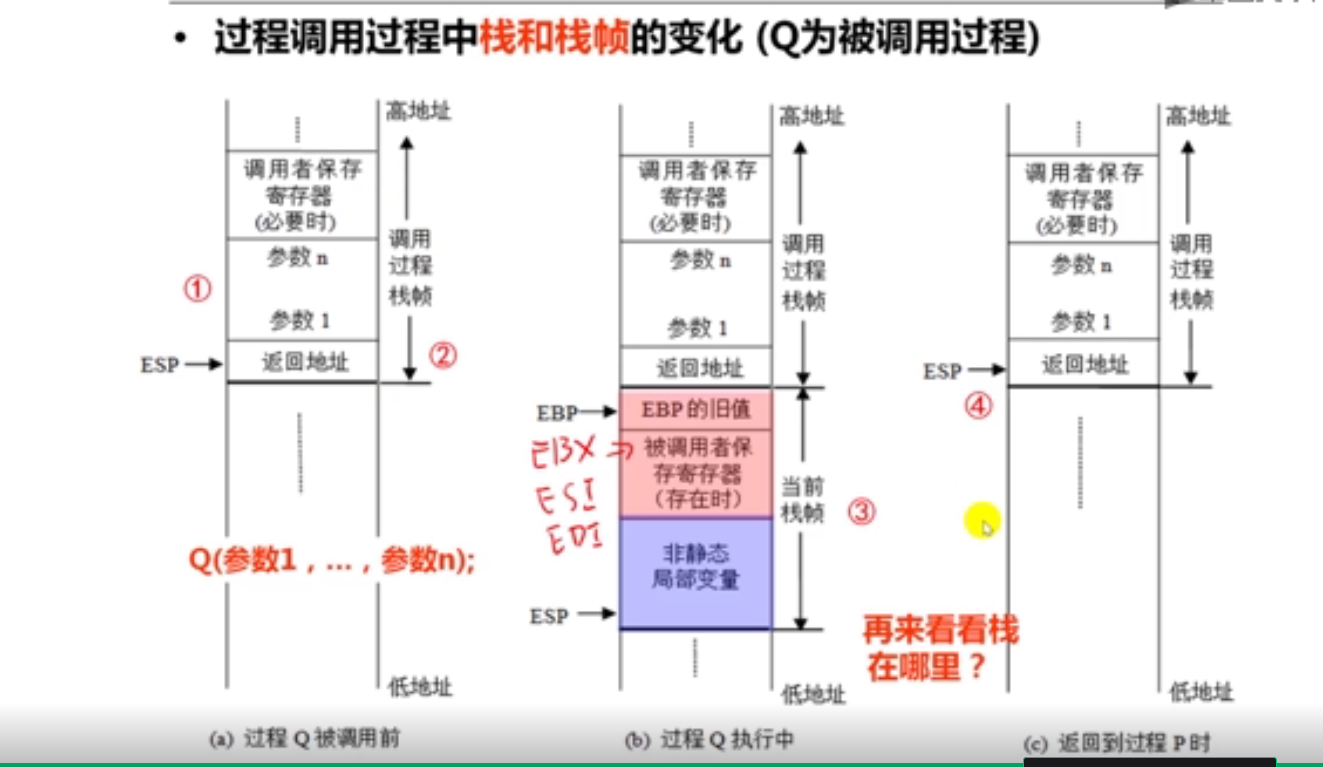 • 过程调用过程中栈和栈帧的变化 (Q为被调用过程)
高地址
调用者保存
寄存器
(必要时)
参数 n
调用
过程
栈帧
①
参数 1
②
ESP
返回地址
Q(参数1，...，参数n);
低地址
(a) 过程 Q 被调用前
高地址
调用者保存
寄存器
(必要时)
参数 n
调用
过程
栈帧
参数 1
返回地址
EBP
EBP 的旧值
EBX
ESI
EDI
被调用者保
存寄存器
（存在时）
当前
栈帧
③
非静态
局部变量
ESP
低地址
(b) 过程 Q 执行中
高地址
调用者保存
寄存器
(必要时)
参数 n
调用
过程
栈帧
参数 1
ESP
返回地址
④
再来看看栈
在哪里？
低地址
(c) 返回到过程 P 时